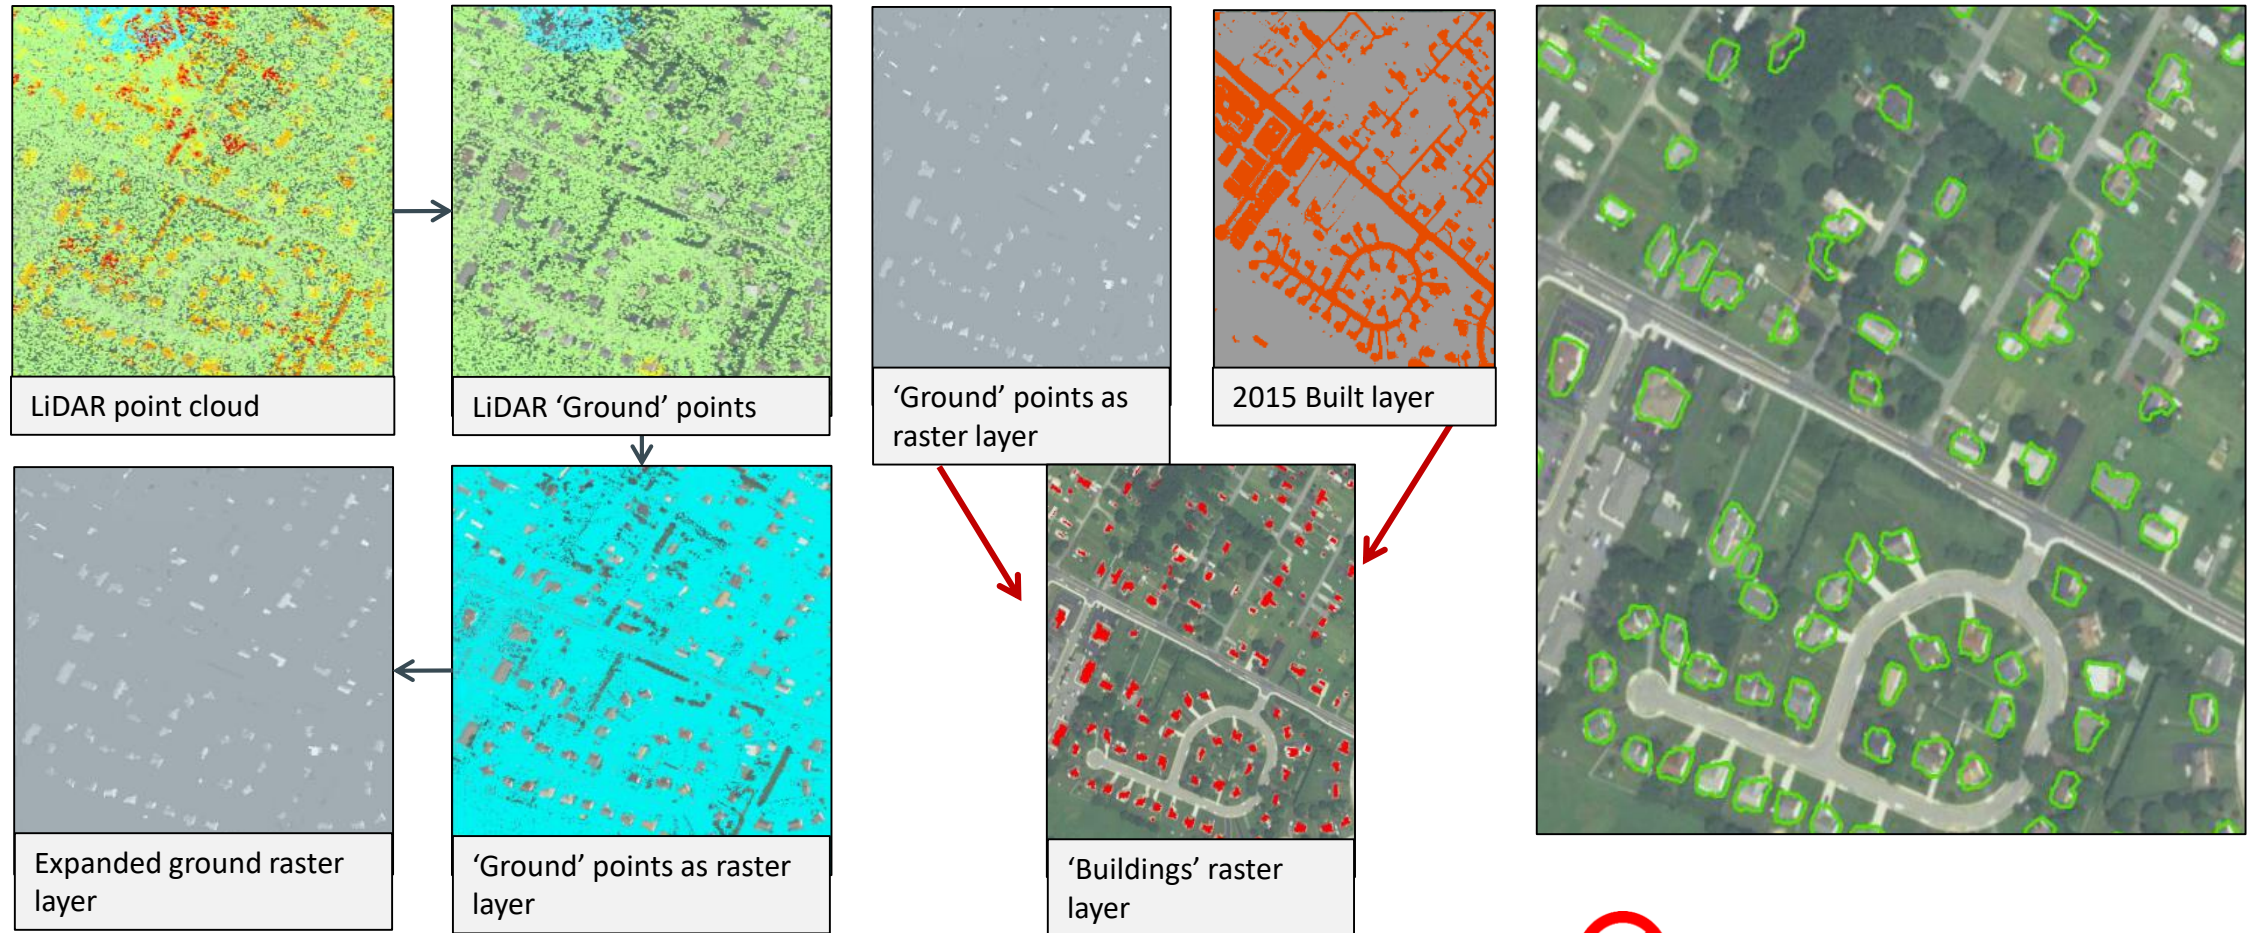 LiDAR point cloud
LiDAR ‘Ground’ points
‘Ground’ points as
raster layer
2015 Built layer
Expanded ground raster
layer
‘Ground’ points as raster
layer
‘Buildings’ raster
layer